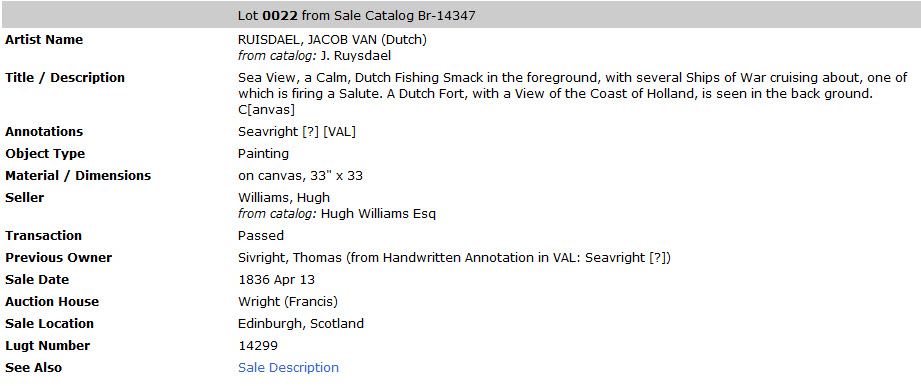 Lot 0022 from Sale Catalog Br-14347
Artist Name RUISDAEL, JACOB VAN (Dutch)
from catalog: J. Ruysdael
Title / Description Sea View, a Calm, Dutch Fishing Smack in the foreground, with several Ships of War cruising about, one of
which is firing a Salute. A Dutch Fort, with a View of the Coast of Holland, is seen in the back ground.
C[anvas]
Annotations Seavright [?] [VAL]
Object Type Painting
Material / Dimensions on canvas, 33" x 33
Seller Williams, Hugh
from catalog: Hugh Williams Esq
Transaction Passed
Previous Owner Sivright, Thomas (from Handwritten Annotation in VAL: Seavright [?])
Sale Date 1836 Apr 13
Auction House Wright (Francis)
Sale Location Edinburgh, Scotland
Lugt Number 14299
See Also Sale Description